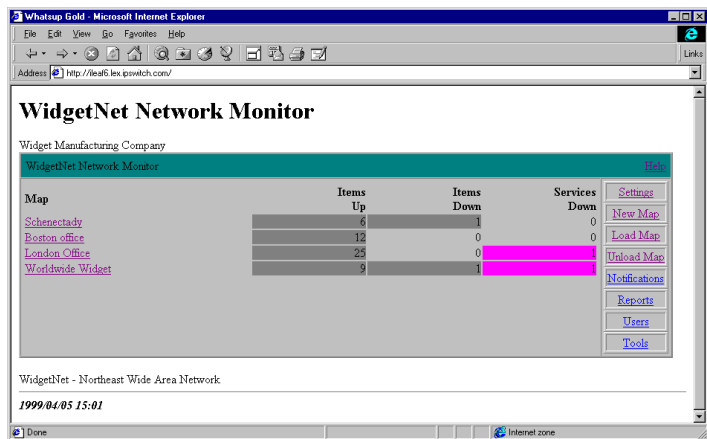 Whatsup Gold - Microsoft Internet Explorer
File Edit View Go Favorites Help
Links
Address http://ileaf6.lex.ipswitch.com/
WidgetNet Network Monitor
Widget Manufacturing Company
WidgetNet Network Monitor Help
Map Items Up Items Down Services Down
Schenectady 6 1 0
Boston office 12 0 0
London Office 25 0 1
Worldwide Widget 9 1 1
Settings
New Map
Load Map
Unload Map
Notifications
Reports
Users
Tools
WidgetNet - Northeast Wide Area Network
1999/04/05 15:01
Done Internet zone